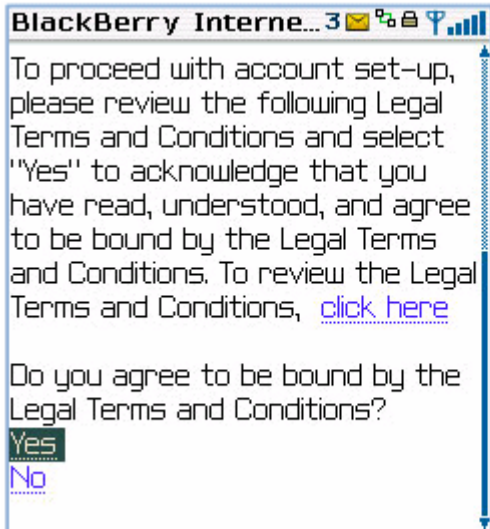 BlackBerry Interne... 3
To proceed with account set-up,
please review the following Legal
Terms and Conditions and select
"Yes" to acknowledge that you
have read, understood, and agree
to be bound by the Legal Terms
and Conditions. To review the Legal
Terms and Conditions, click here
Do you agree to be bound by the
Legal Terms and Conditions?
Yes
No